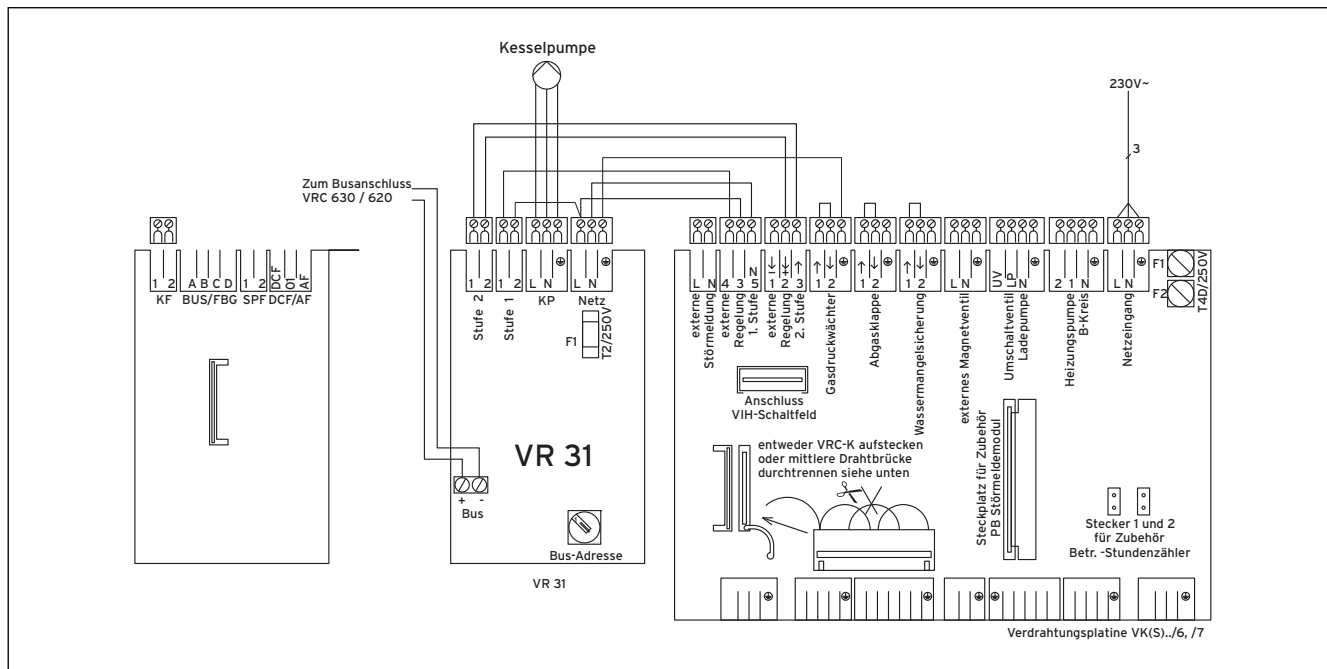 Kesselpumpe
230V~
3
Zum Busanschluss
VRC 630 / 620
1 2
KF
A B C D
BUS/FBG
1 2
SPF
DCF
01
AF
DCF/AF
1 2
Stufe 2
1 2
Stufe 1
L N
KP
L N
Netz
F1
T2/250V
VR 31
+ -
Bus
Bus-Adresse
VR 31
L N
externe
Störmeldung
4 3 5
N
externe
Regelung
1. Stufe
1 2 3
- +
externe
Regelung
2. Stufe
1 2
Gasdruckwächter
1 2
Abgasklappe
1 2
Wassermangelsicherung
L N
externes Magnetventil
UV
LP
N
Umschaltventil
Ladepumpe
2 1 N
Heizungspumpe
B-Kreis
L N
Netzeingang
F1
F2
T4D/250V
Anschluss
VIH-Schaltfeld
entweder VRC-K aufstecken
oder mittlere Drahtbrücke
durchtrennen siehe unten
Steckplatz für Zubehör
PB Störmeldemodul
Stecker 1 und 2
für Zubehör
Betr. -Stundenzähler
Verdrahtungsplatine VK(S)../6, /7